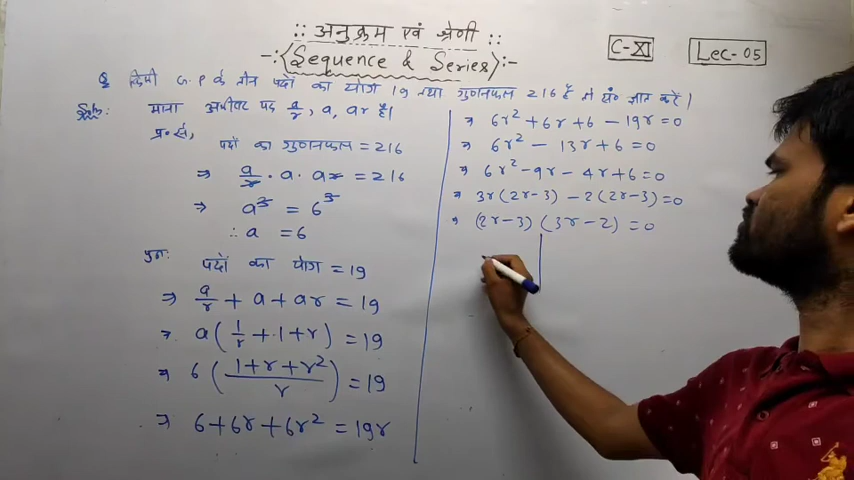 :: अनुक्रम एवं श्रेणी ::
-:{Sequence & Series}:-
C-XI
Lec-05
Q किसी G.P के तीन पदों का योग 19 तथा गुणनफल 216 है तो सं० ज्ञात करें।
Soln: माना अभीष्ट पद a/r, a, ar है।
प्र० से,
पदों का गुणनफल = 216
⇒ a/r · a · ar = 216
⇒ a³ = 6³
∴ a = 6
पुनः
पदों का योग = 19
⇒ a/r + a + ar = 19
⇒ a(1/r + 1 + r) = 19
⇒ 6((1+r+r²)/r) = 19
⇒ 6+6r+6r² = 19r
⇒ 6r² + 6r + 6 - 19r = 0
⇒ 6r² - 13r + 6 = 0
⇒ 6r² - 9r - 4r + 6 = 0
⇒ 3r(2r-3) - 2(2r-3) = 0
⇒ (2r-3) (3r-2) = 0